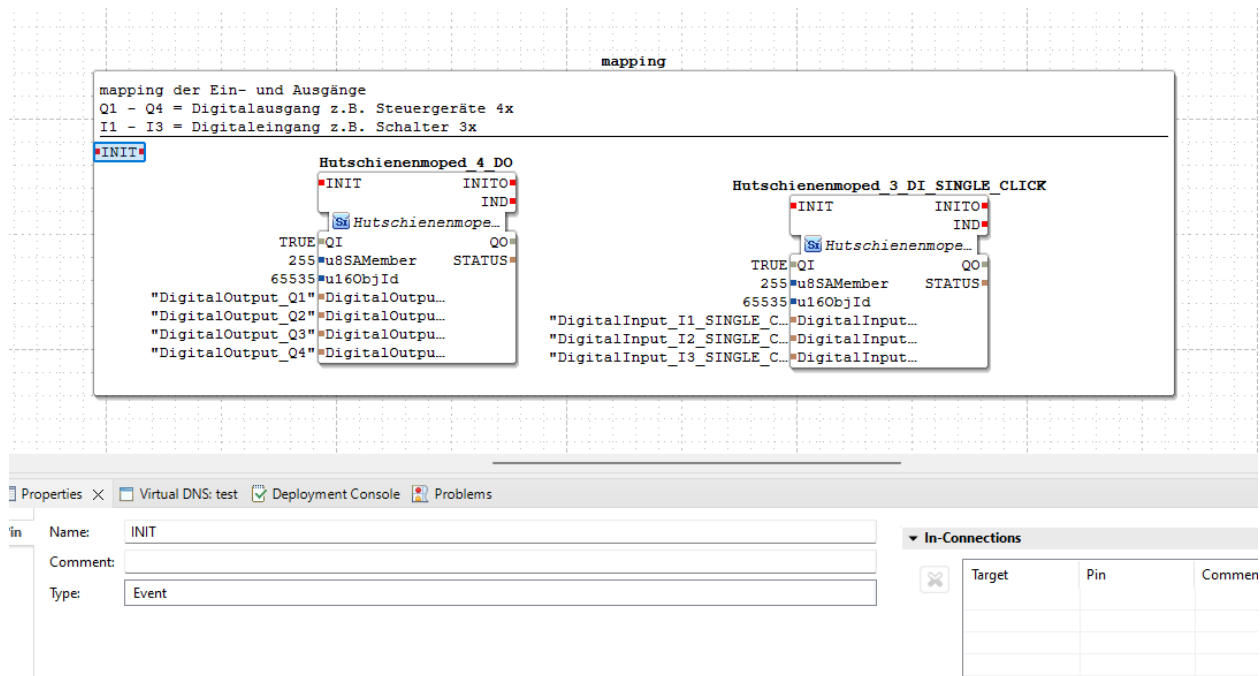 mapping
mapping der Ein- und Ausgänge
Q1 - Q4 = Digitalausgang z.B. Steuergeräte 4x
I1 - I3 = Digitaleingang z.B. Schalter 3x
INIT
Hutschienenmoped_4_DO
INIT INITO
IND
Hutschienenmope…
TRUE QI QO
255 u8SAMember STATUS
65535 u16ObjId
"DigitalOutput_Q1" DigitalOutpu…
"DigitalOutput_Q2" DigitalOutpu…
"DigitalOutput_Q3" DigitalOutpu…
"DigitalOutput_Q4" DigitalOutpu…
Hutschienenmoped_3_DI_SINGLE_CLICK
INIT INITO
IND
Hutschienenmope…
TRUE QI QO
255 u8SAMember STATUS
65535 u16ObjId
"DigitalInput_I1_SINGLE_C… DigitalInput…
"DigitalInput_I2_SINGLE_C… DigitalInput…
"DigitalInput_I3_SINGLE_C… DigitalInput…
Properties Virtual DNS: test Deployment Console Problems
Name: INIT
Comment:
Type: Event
In-Connections
Target Pin Commen